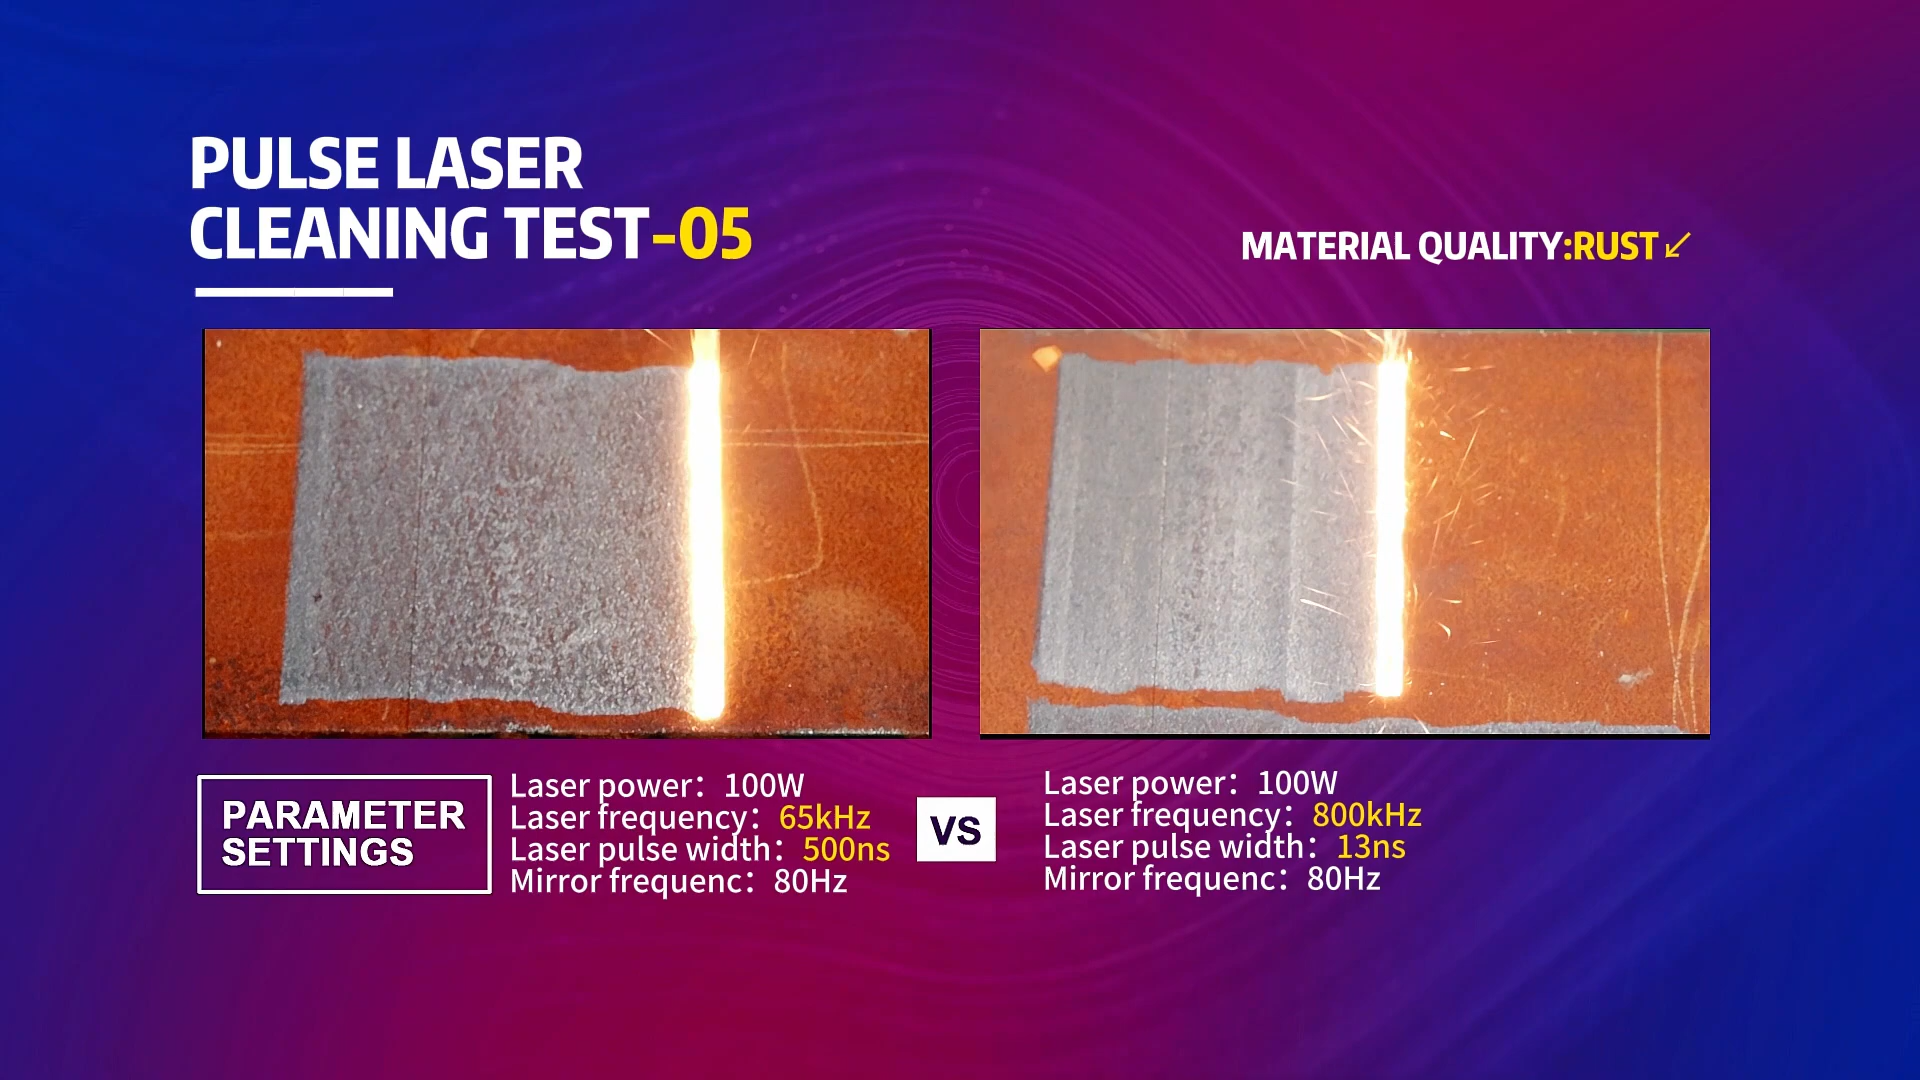 PULSE LASER
CLEANING TEST-05
MATERIAL QUALITY:RUST↙
PARAMETER
SETTINGS
Laser power：100W
Laser frequency：65kHz
Laser pulse width：500ns
Mirror frequenc：80Hz
VS
Laser power：100W
Laser frequency：800kHz
Laser pulse width：13ns
Mirror frequenc：80Hz